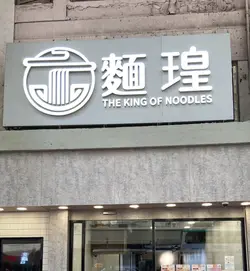 麵瑝
THE KING OF NOODLES